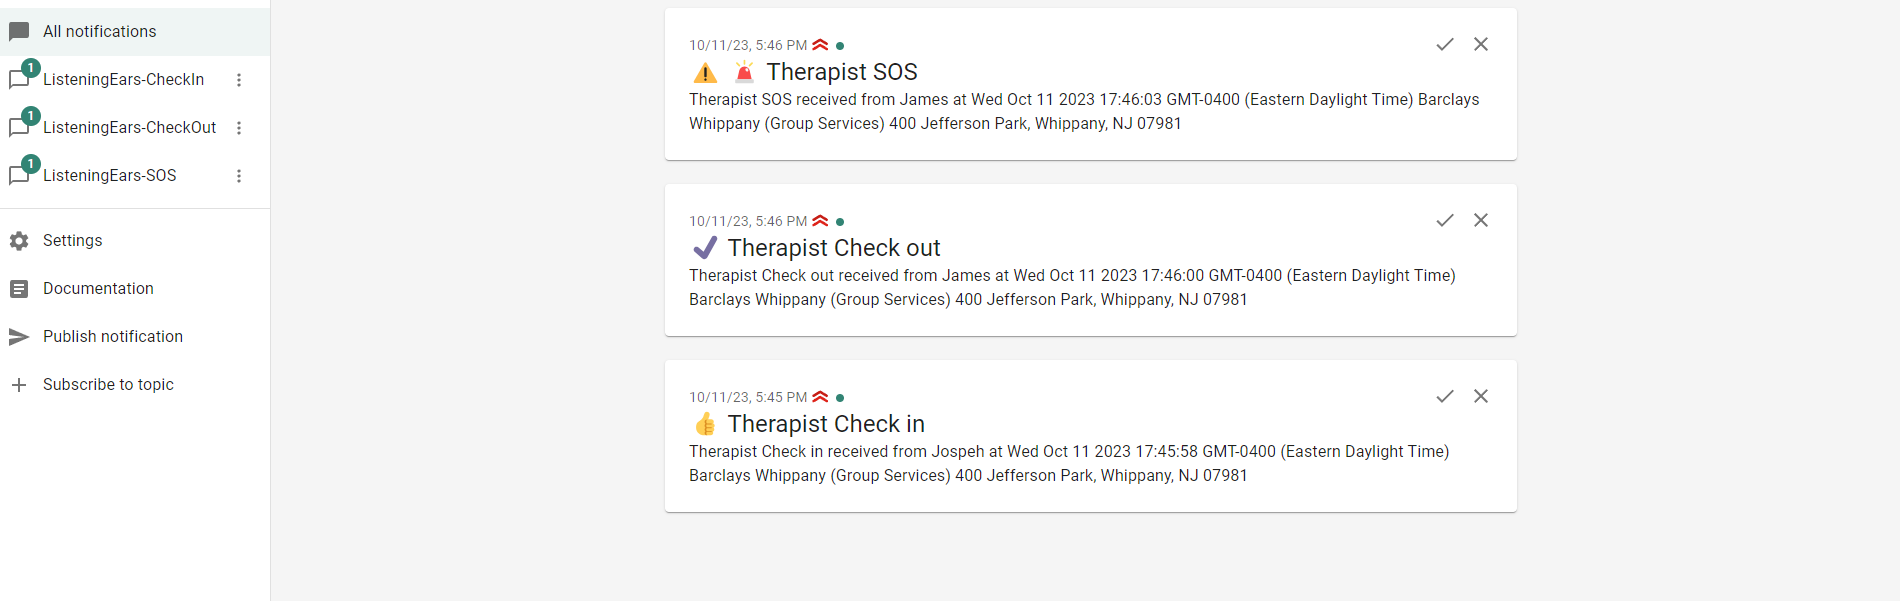 All notifications
1
ListeningEars-CheckIn
1
ListeningEars-CheckOut
1
ListeningEars-SOS
Settings
Documentation
Publish notification
Subscribe to topic
10/11/23, 5:46 PM
Therapist SOS
Therapist SOS received from James at Wed Oct 11 2023 17:46:03 GMT-0400 (Eastern Daylight Time) Barclays
Whippany (Group Services) 400 Jefferson Park, Whippany, NJ 07981
10/11/23, 5:46 PM
Therapist Check out
Therapist Check out received from James at Wed Oct 11 2023 17:46:00 GMT-0400 (Eastern Daylight Time)
Barclays Whippany (Group Services) 400 Jefferson Park, Whippany, NJ 07981
10/11/23, 5:45 PM
Therapist Check in
Therapist Check in received from Jospeh at Wed Oct 11 2023 17:45:58 GMT-0400 (Eastern Daylight Time)
Barclays Whippany (Group Services) 400 Jefferson Park, Whippany, NJ 07981